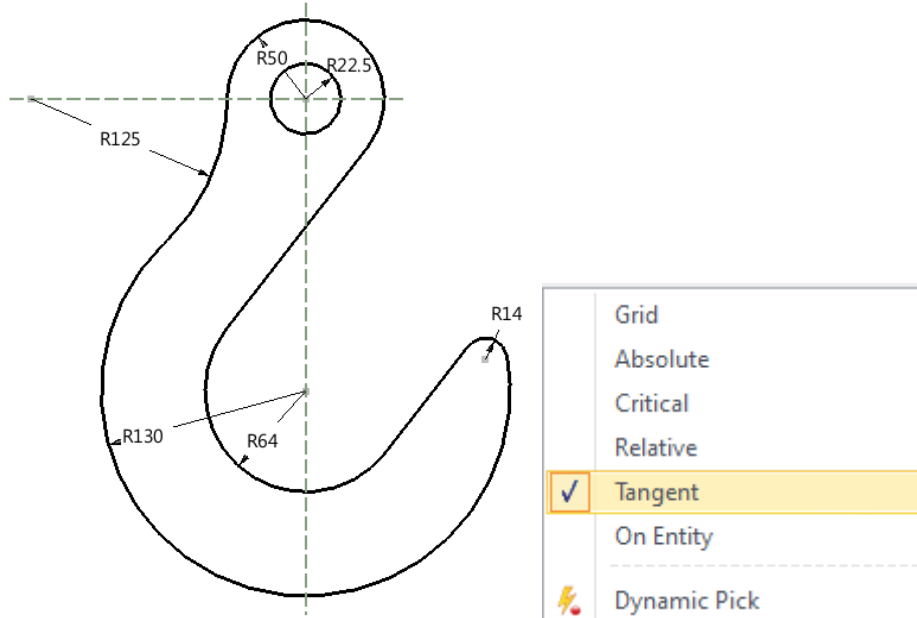 R50
R22.5
R125
R14
R130
R64
Grid
Absolute
Critical
Relative
Tangent
On Entity
Dynamic Pick